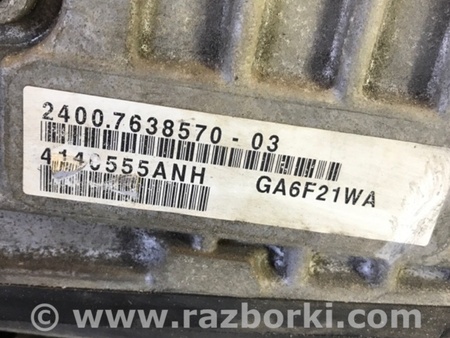 2400.7638570-03
4140555ANH GA6F21WA
© www.razborki.com